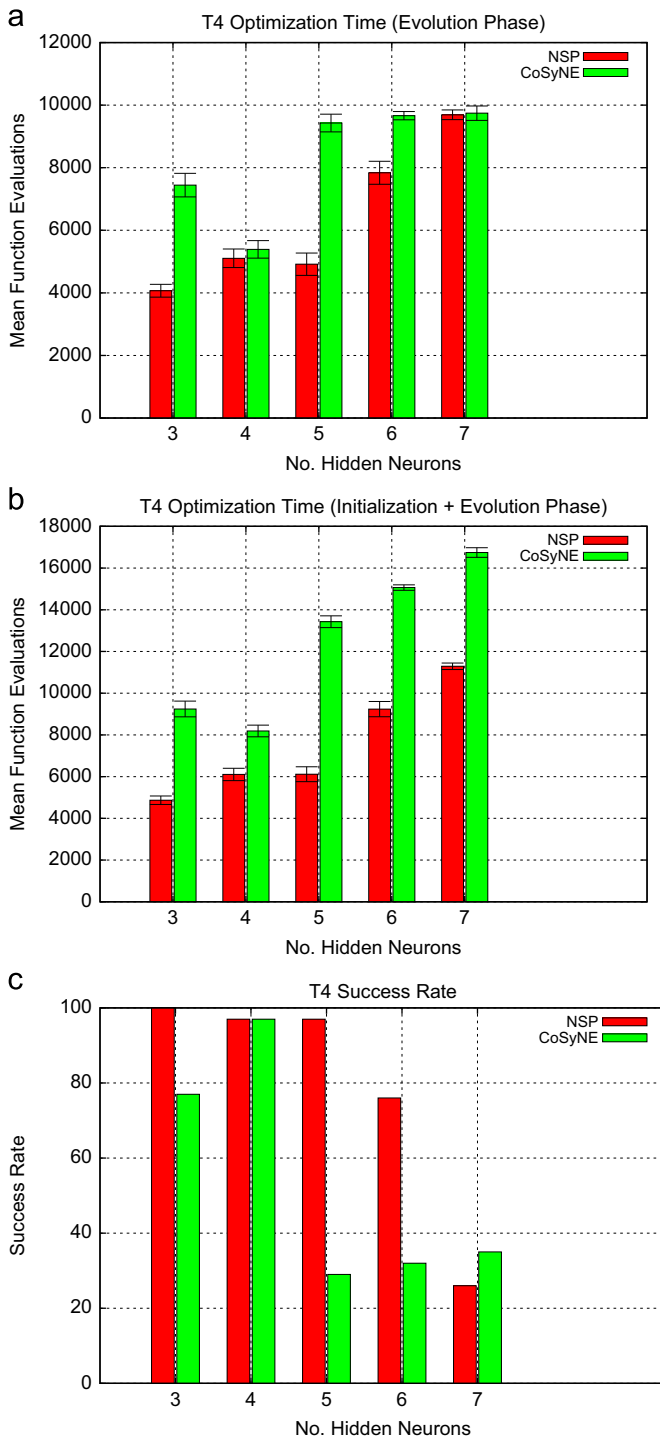 a
T4 Optimization Time (Evolution Phase)
12000
10000
8000
6000
4000
2000
0
Mean Function Evaluations
NSP
CoSyNE
3 4 5 6 7
No. Hidden Neurons
b
T4 Optimization Time (Initialization + Evolution Phase)
18000
16000
14000
12000
10000
8000
6000
4000
2000
0
Mean Function Evaluations
NSP
CoSyNE
3 4 5 6 7
No. Hidden Neurons
c
T4 Success Rate
100
80
60
40
20
0
Success Rate
NSP
CoSyNE
3 4 5 6 7
No. Hidden Neurons